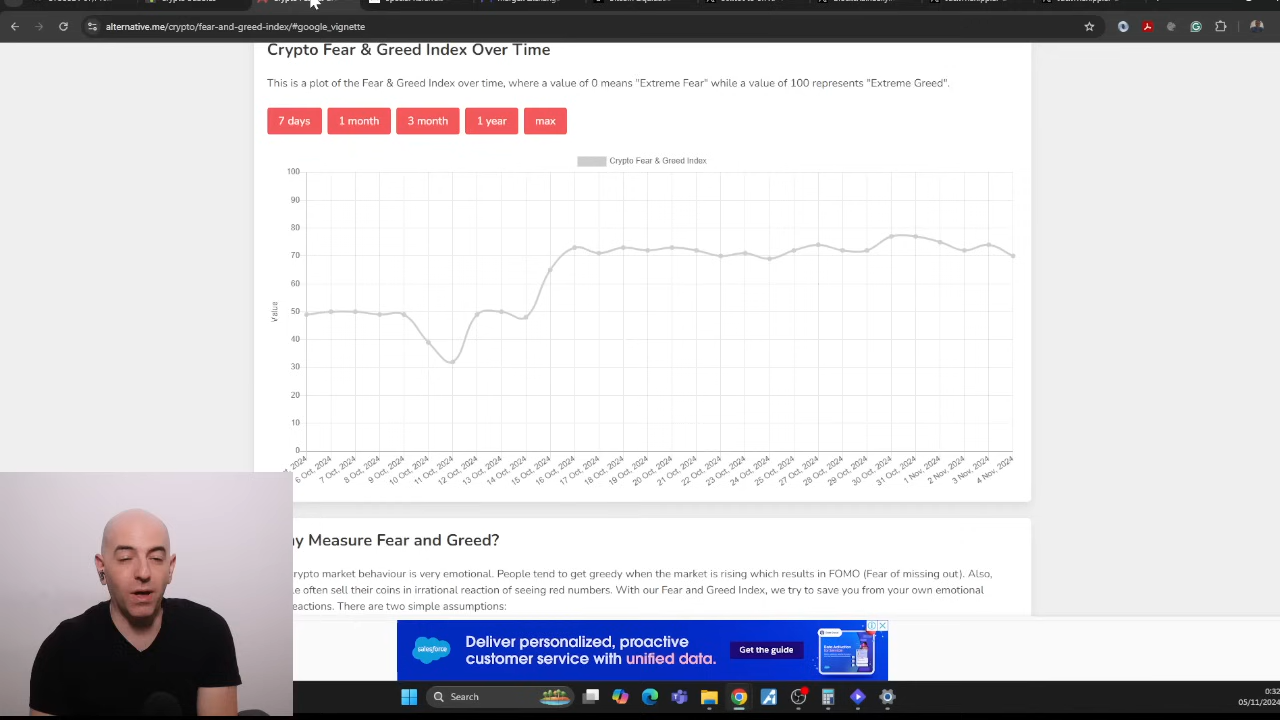 alternative.me/crypto/fear-and-greed-index/#google_vignette
Crypto Fear & Greed Index Over Time
This is a plot of the Fear & Greed Index over time, where a value of 0 means "Extreme Fear" while a value of 100 represents "Extreme Greed".
7 days 1 month 3 month 1 year max
Crypto Fear & Greed Index
100
90
80
70
60
50
40
30
20
10
0
Value
6 Oct, 2024
7 Oct, 2024
8 Oct, 2024
9 Oct, 2024
10 Oct, 2024
11 Oct, 2024
12 Oct, 2024
13 Oct, 2024
14 Oct, 2024
15 Oct, 2024
16 Oct, 2024
17 Oct, 2024
18 Oct, 2024
19 Oct, 2024
20 Oct, 2024
21 Oct, 2024
22 Oct, 2024
23 Oct, 2024
24 Oct, 2024
25 Oct, 2024
27 Oct, 2024
28 Oct, 2024
29 Oct, 2024
30 Oct, 2024
31 Oct, 2024
1 Nov, 2024
2 Nov, 2024
3 Nov, 2024
4 Nov, 2024
Measure Fear and Greed?
crypto market behaviour is very emotional. People tend to get greedy when the market is rising which results in FOMO (Fear of missing out). Also,
often sell their coins in irrational reaction of seeing red numbers. With our Fear and Greed Index, we try to save you from your own emotional
reactions. There are two simple assumptions:
salesforce
Deliver personalized, proactive
customer service with unified data.
Get the guide
Search
0:32
05/11/2024